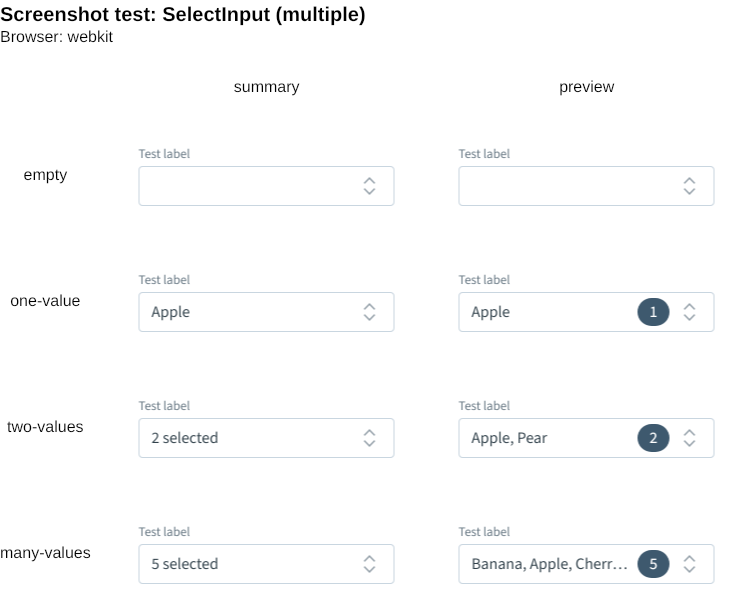 Screenshot test: SelectInput (multiple)
Browser: webkit
summary preview
Test label Test label
empty
Test label Test label
one-value Apple Apple 1
Test label Test label
two-values 2 selected Apple, Pear 2
Test label Test label
many-values 5 selected Banana, Apple, Cherr... 5